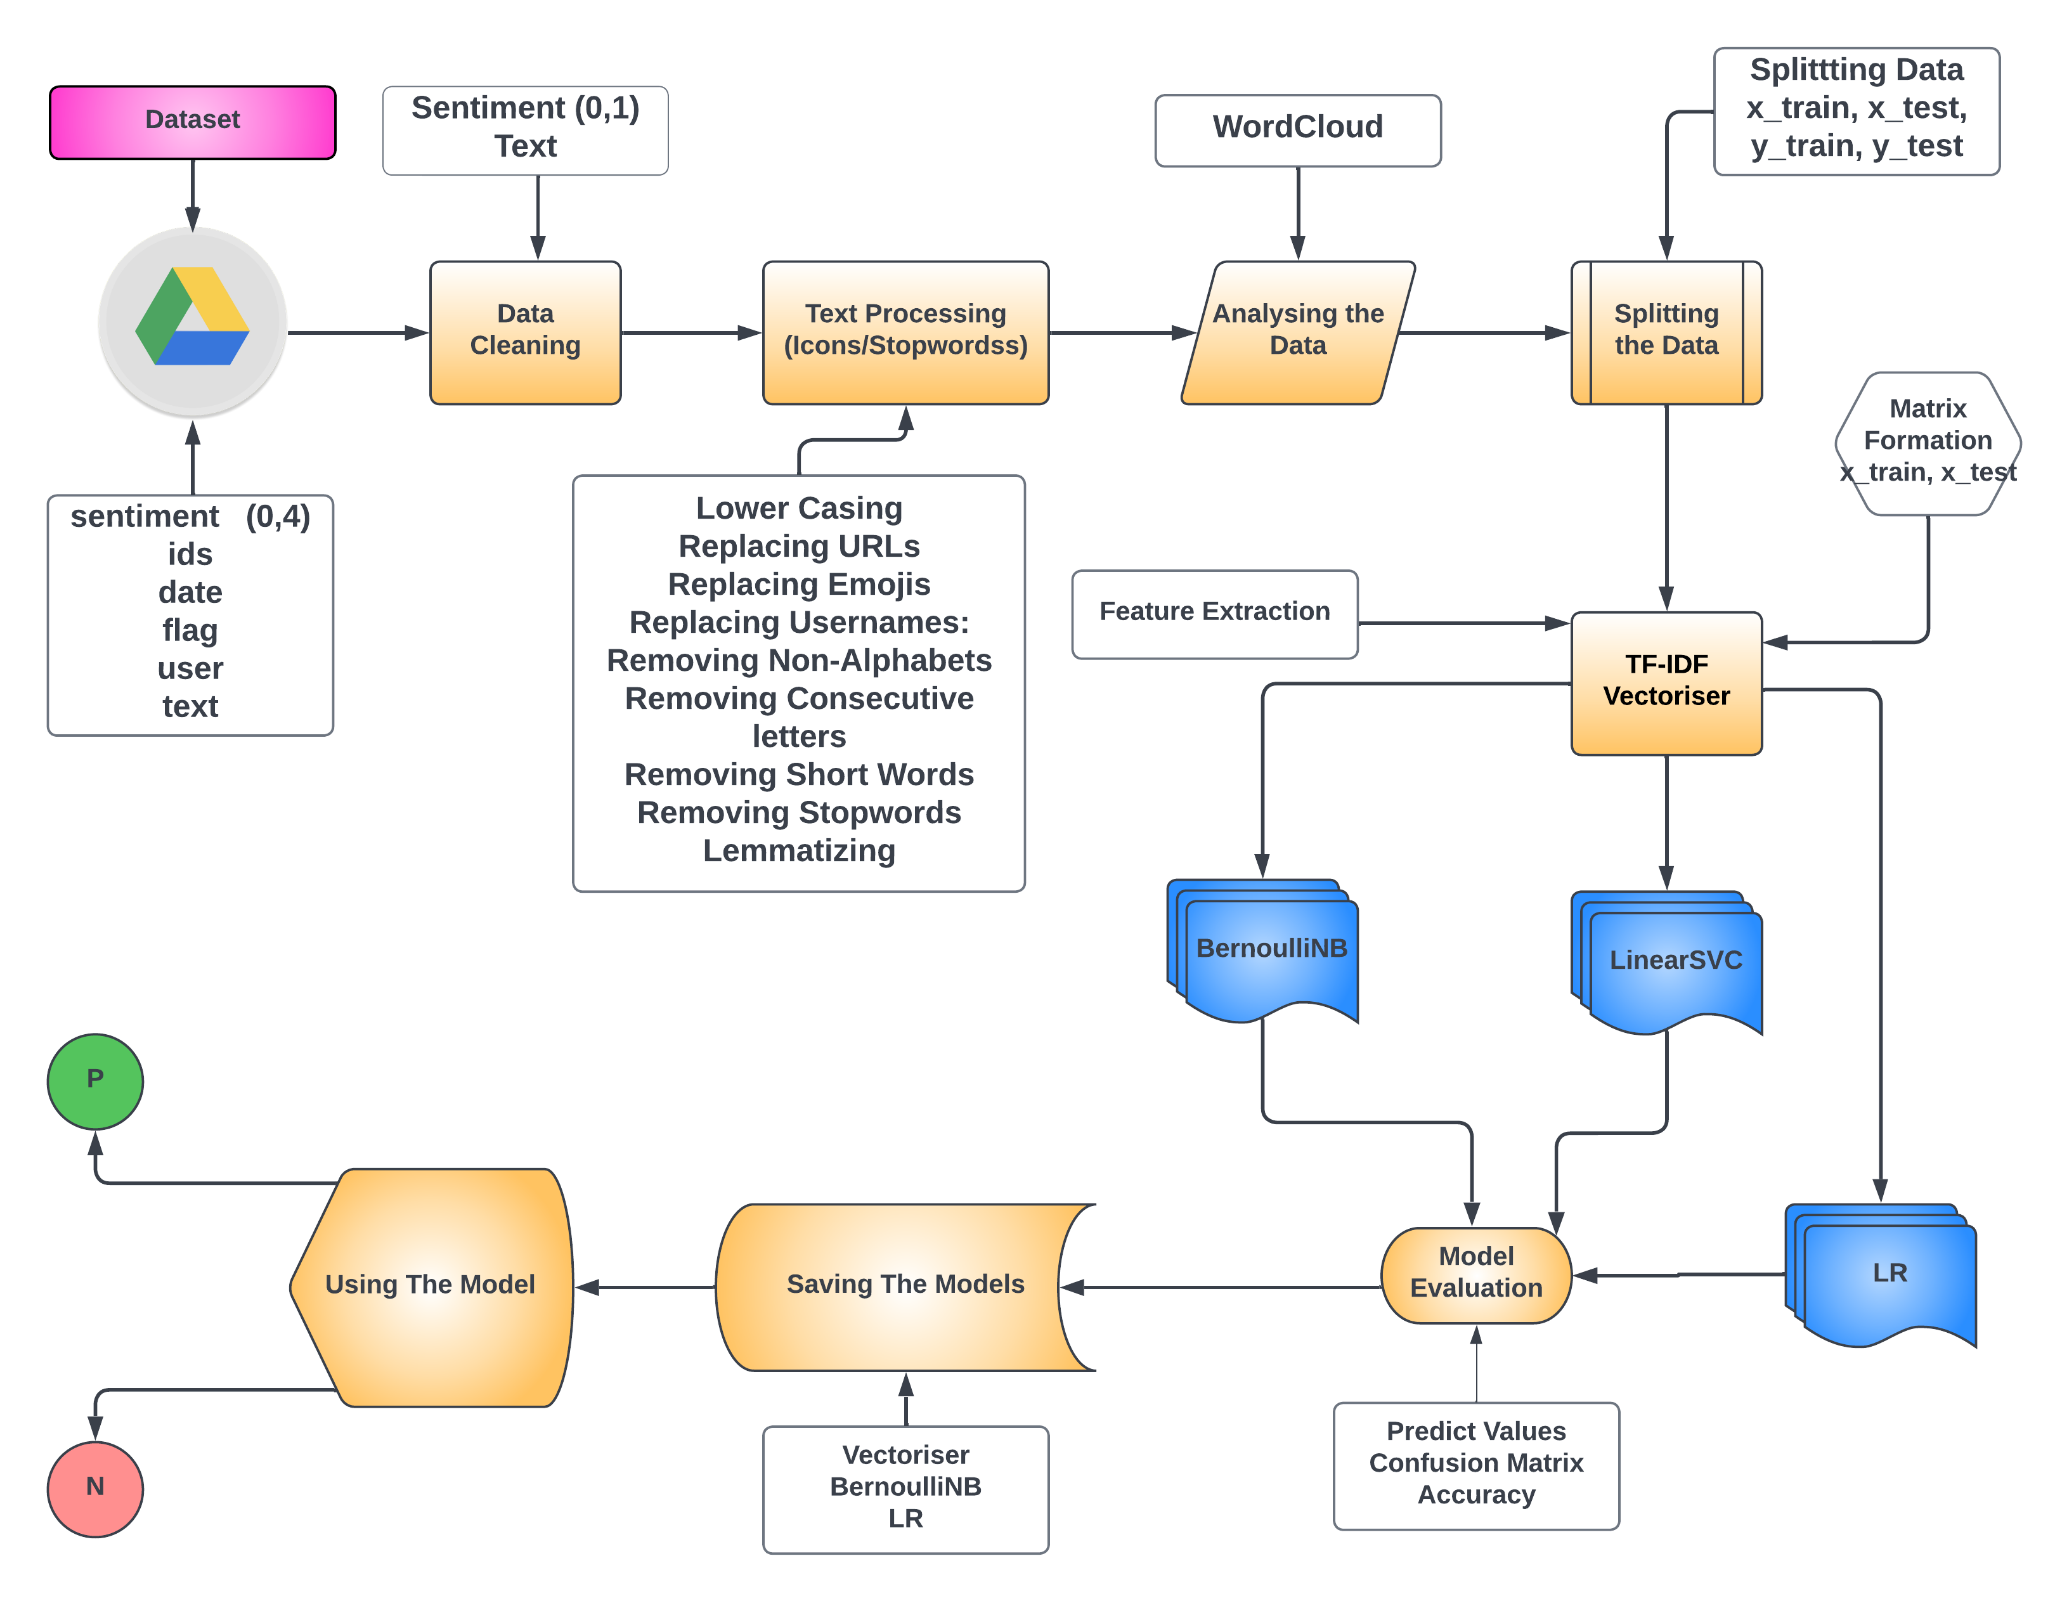 Dataset
Sentiment (0,1)
Text
WordCloud
Splittting Data
x_train, x_test,
y_train, y_test
Data
Cleaning
Text Processing
(Icons/Stopwordss)
Analysing the
Data
Splitting
the Data
Matrix
Formation
x_train, x_test
sentiment (0,4)
ids
date
flag
user
text
Lower Casing
Replacing URLs
Replacing Emojis
Replacing Usernames:
Removing Non-Alphabets
Removing Consecutive
letters
Removing Short Words
Removing Stopwords
Lemmatizing
Feature Extraction
TF-IDF
Vectoriser
BernoulliNB
LinearSVC
LR
P
Using The Model
Saving The Models
Model
Evaluation
N
Vectoriser
BernoulliNB
LR
Predict Values
Confusion Matrix
Accuracy